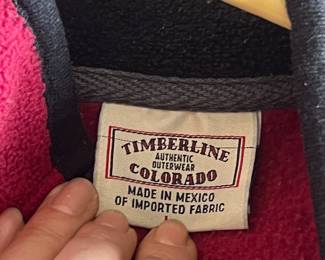 TIMBERLINE
AUTHENTIC
OUTERWEAR
COLORADO
MADE IN MEXICO
OF IMPORTED FABRIC